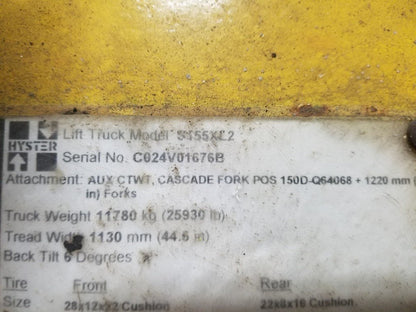 HYSTER
Lift Truck Model S155XL2
Serial No. C024V01676B
Attachment: AUX CTWT, CASCADE FORK POS 150D-Q64068 + 1220 mm (
in) Forks
Truck Weight 11780 kg (25930 lb)
Tread Width 1130 mm (44.5 in)
Back Tilt 6 Degrees
Tire Front Rear
Size 28x12x22 Cushion 22x8x16 Cushion